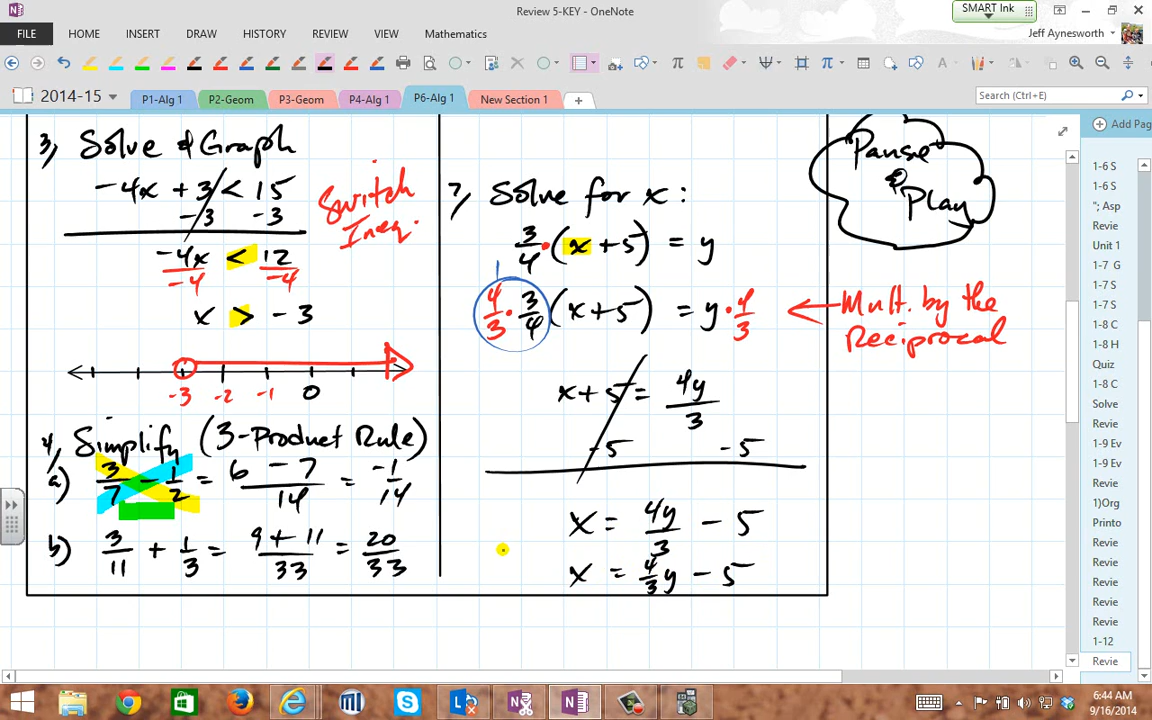 Review 5-KEY - OneNote
SMART Ink
FILE HOME INSERT DRAW HISTORY REVIEW VIEW Mathematics
Jeff Aynesworth
2014-15
P1-Alg 1
P2-Geom
P3-Geom
P4-Alg 1
P6-Alg 1
New Section 1
Search (Ctrl+E)
3, Solve & Graph
-4x + 3 < 15
-3 -3
-4x < 12
-4 -4
x > -3
Switch
Ineq.
-3 -2 -1 0
4, Simplify (3-Product Rule)
a) 3/7 - 1/2 = (6 - 7)/14 = -1/14
b) 3/11 + 1/3 = (9 + 11)/33 = 20/33
7, Solve for x:
3/4 • (x + 5) = y
1
4/3 • 3/4 (x + 5) = y • 4/3
Mult. by the
Reciprocal
x + 5 = 4y/3
-5 -5
x = 4y/3 - 5
x = 4/3 y - 5
Pause
&
Play
Add Pag
1-6 S
1-6 S
"; Asp
Revie
Unit 1
1-7 G
1-7 S
1-7 S
1-8 C
1-8 H
Quiz
1-8 C
Solve
Revie
1-9 Ev
1-9 Ev
1)Org
Printo
Revie
Revie
Revie
Revie
1-12
Revie
6:44 AM
9/16/2014